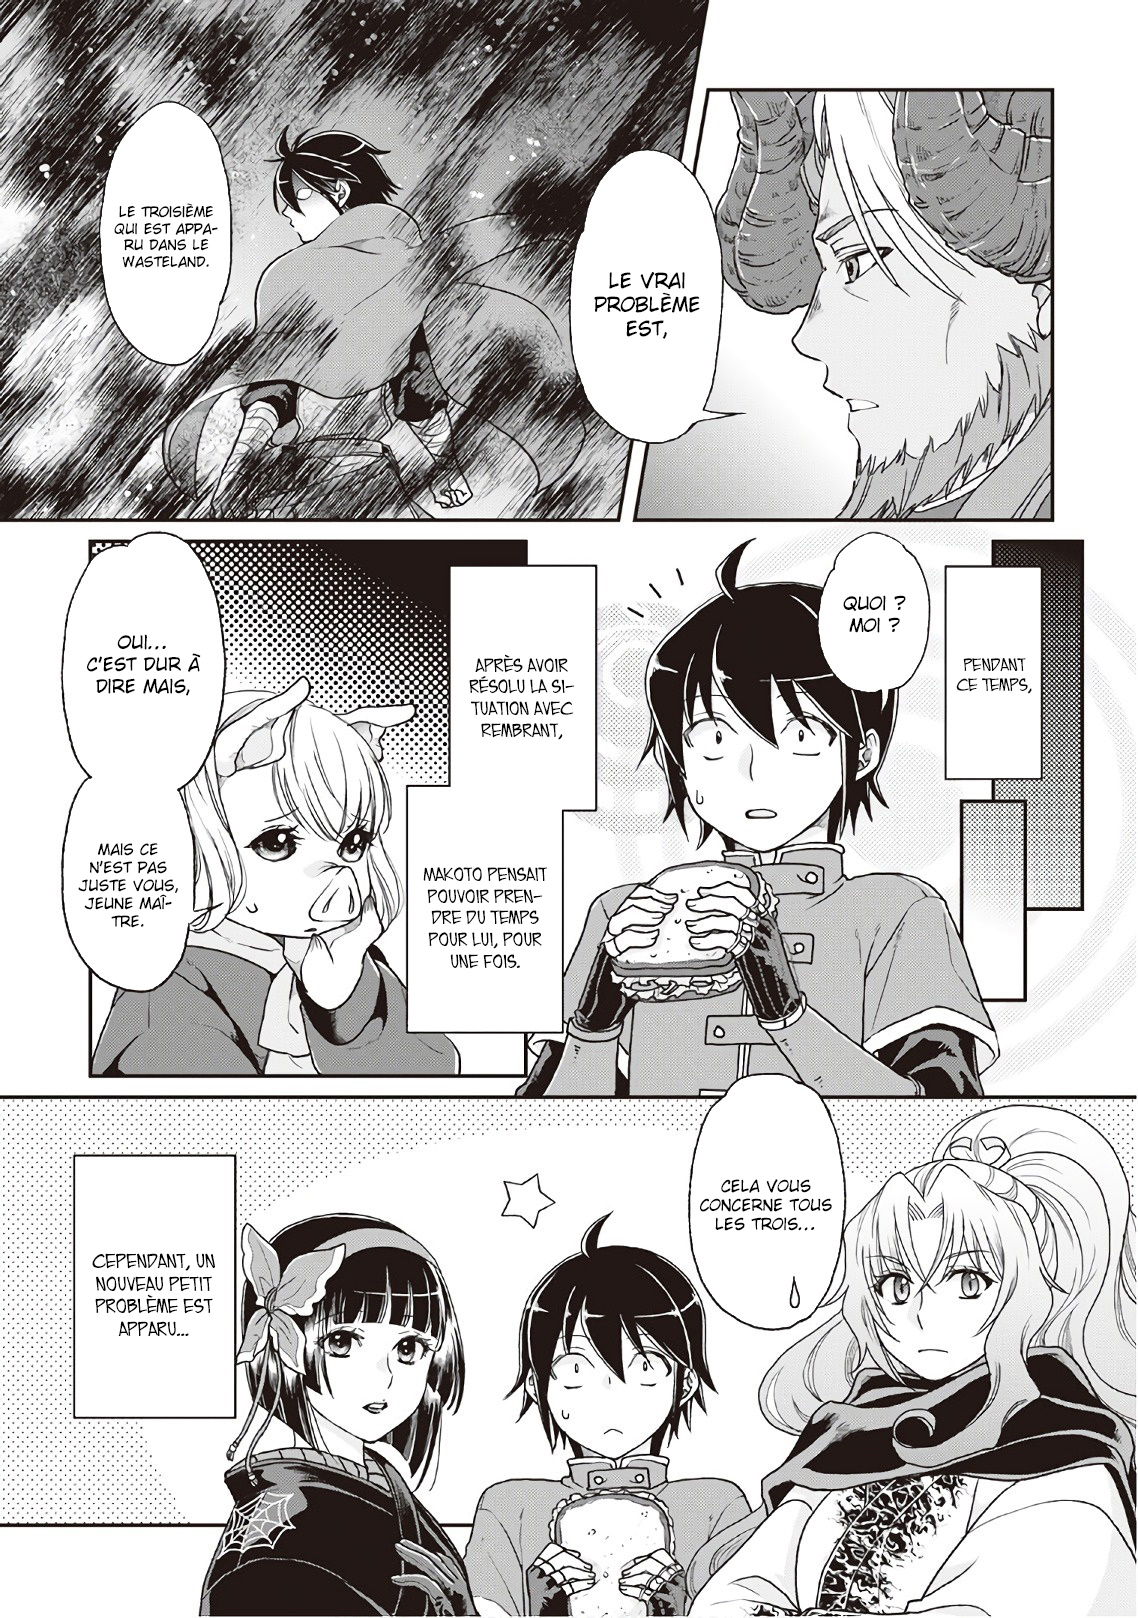 LE VRAI
PROBLÈME
EST,
LE TROISIÈME
QUI EST APPA-
RU DANS LE
WASTELAND.
PENDANT
CE TEMPS,
QUOI ?
MOI ?
APRÈS AVOIR
RÉSOLU LA SI-
TUATION AVEC
REMBRANT,
MAKOTO PENSAIT
POUVOIR PREN-
DRE DU TEMPS
POUR LUI, POUR
UNE FOIS.
OUI...
C'EST DUR À
DIRE MAIS,
MAIS CE
N'EST PAS
JUSTE VOUS,
JEUNE MAÎ-
TRE.
CELA VOUS
CONCERNE TOUS
LES TROIS...
CEPENDANT, UN
NOUVEAU PETIT
PROBLÈME EST
APPARU...